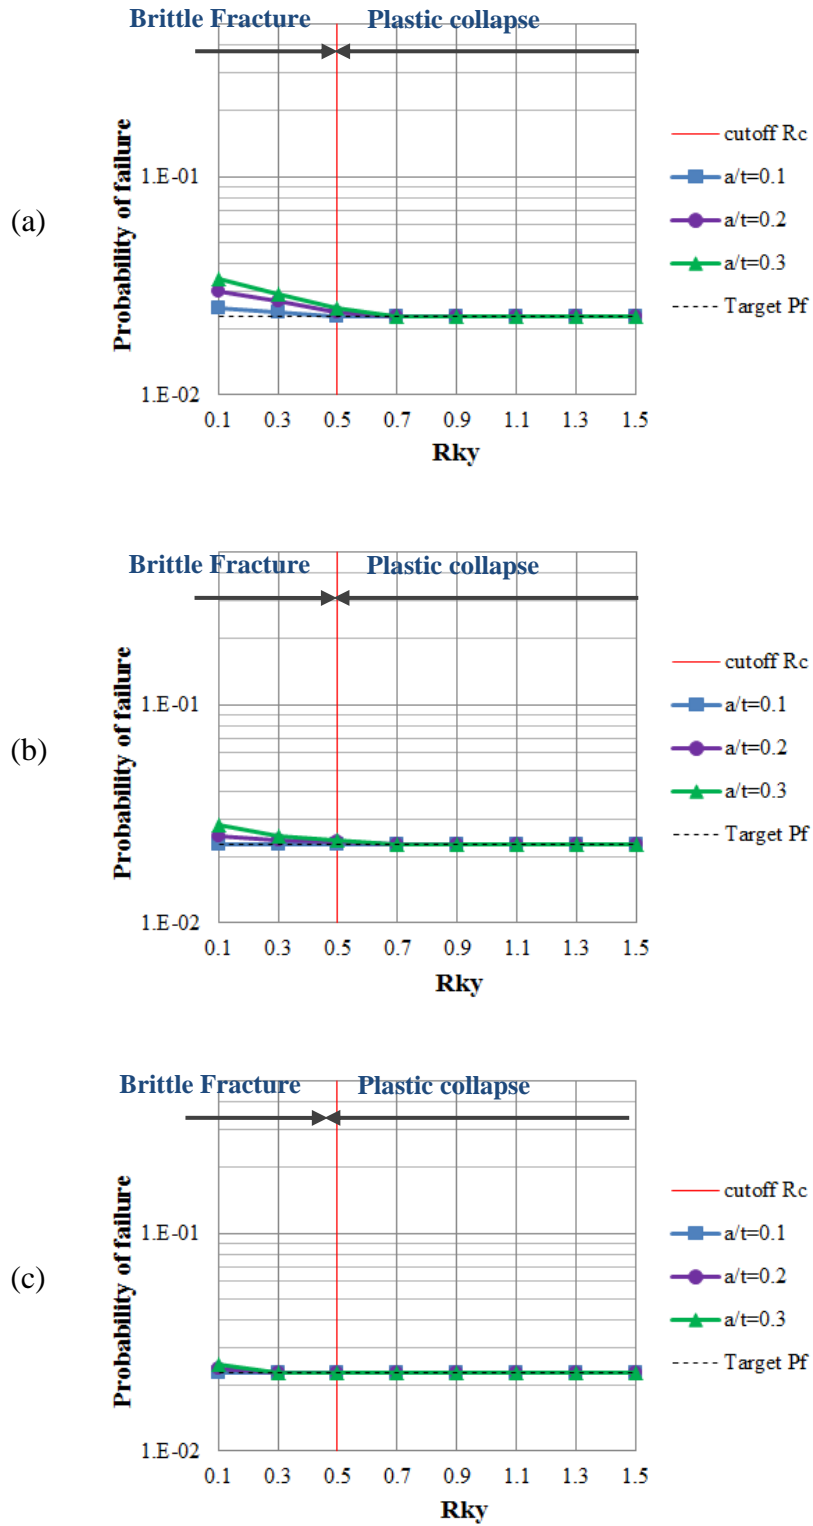 Brittle Fracture Plastic collapse
(a)
Probability of failure
1.E-01
1.E-02
0.1 0.3 0.5 0.7 0.9 1.1 1.3 1.5
Rky
cutoff Rc
a/t=0.1
a/t=0.2
a/t=0.3
Target Pf
Brittle Fracture Plastic collapse
(b)
Probability of failure
1.E-01
1.E-02
0.1 0.3 0.5 0.7 0.9 1.1 1.3 1.5
Rky
cutoff Rc
a/t=0.1
a/t=0.2
a/t=0.3
Target Pf
Brittle Fracture Plastic collapse
(c)
Probability of failure
1.E-01
1.E-02
0.1 0.3 0.5 0.7 0.9 1.1 1.3 1.5
Rky
cutoff Rc
a/t=0.1
a/t=0.2
a/t=0.3
Target Pf